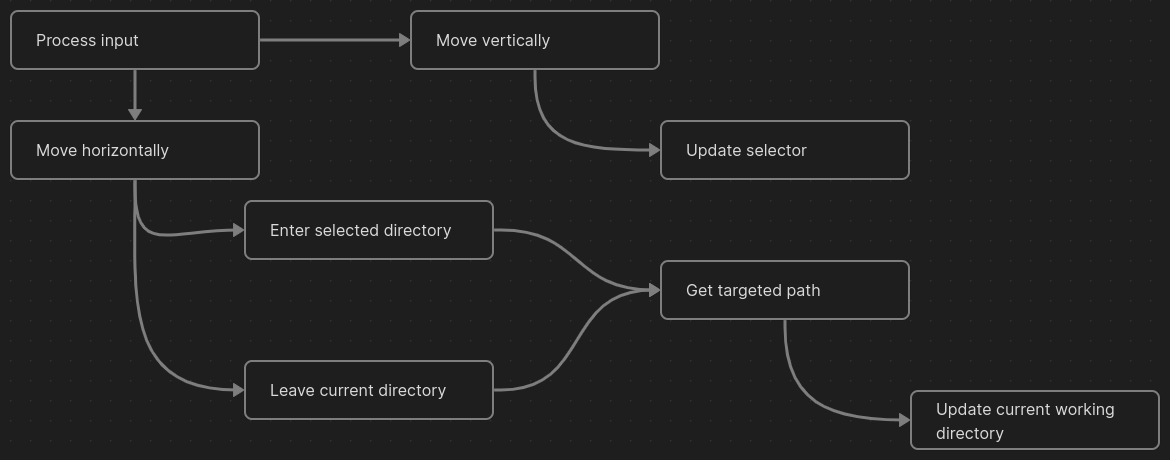 Process input
Move vertically
Move horizontally
Update selector
Enter selected directory
Get targeted path
Leave current directory
Update current working
directory